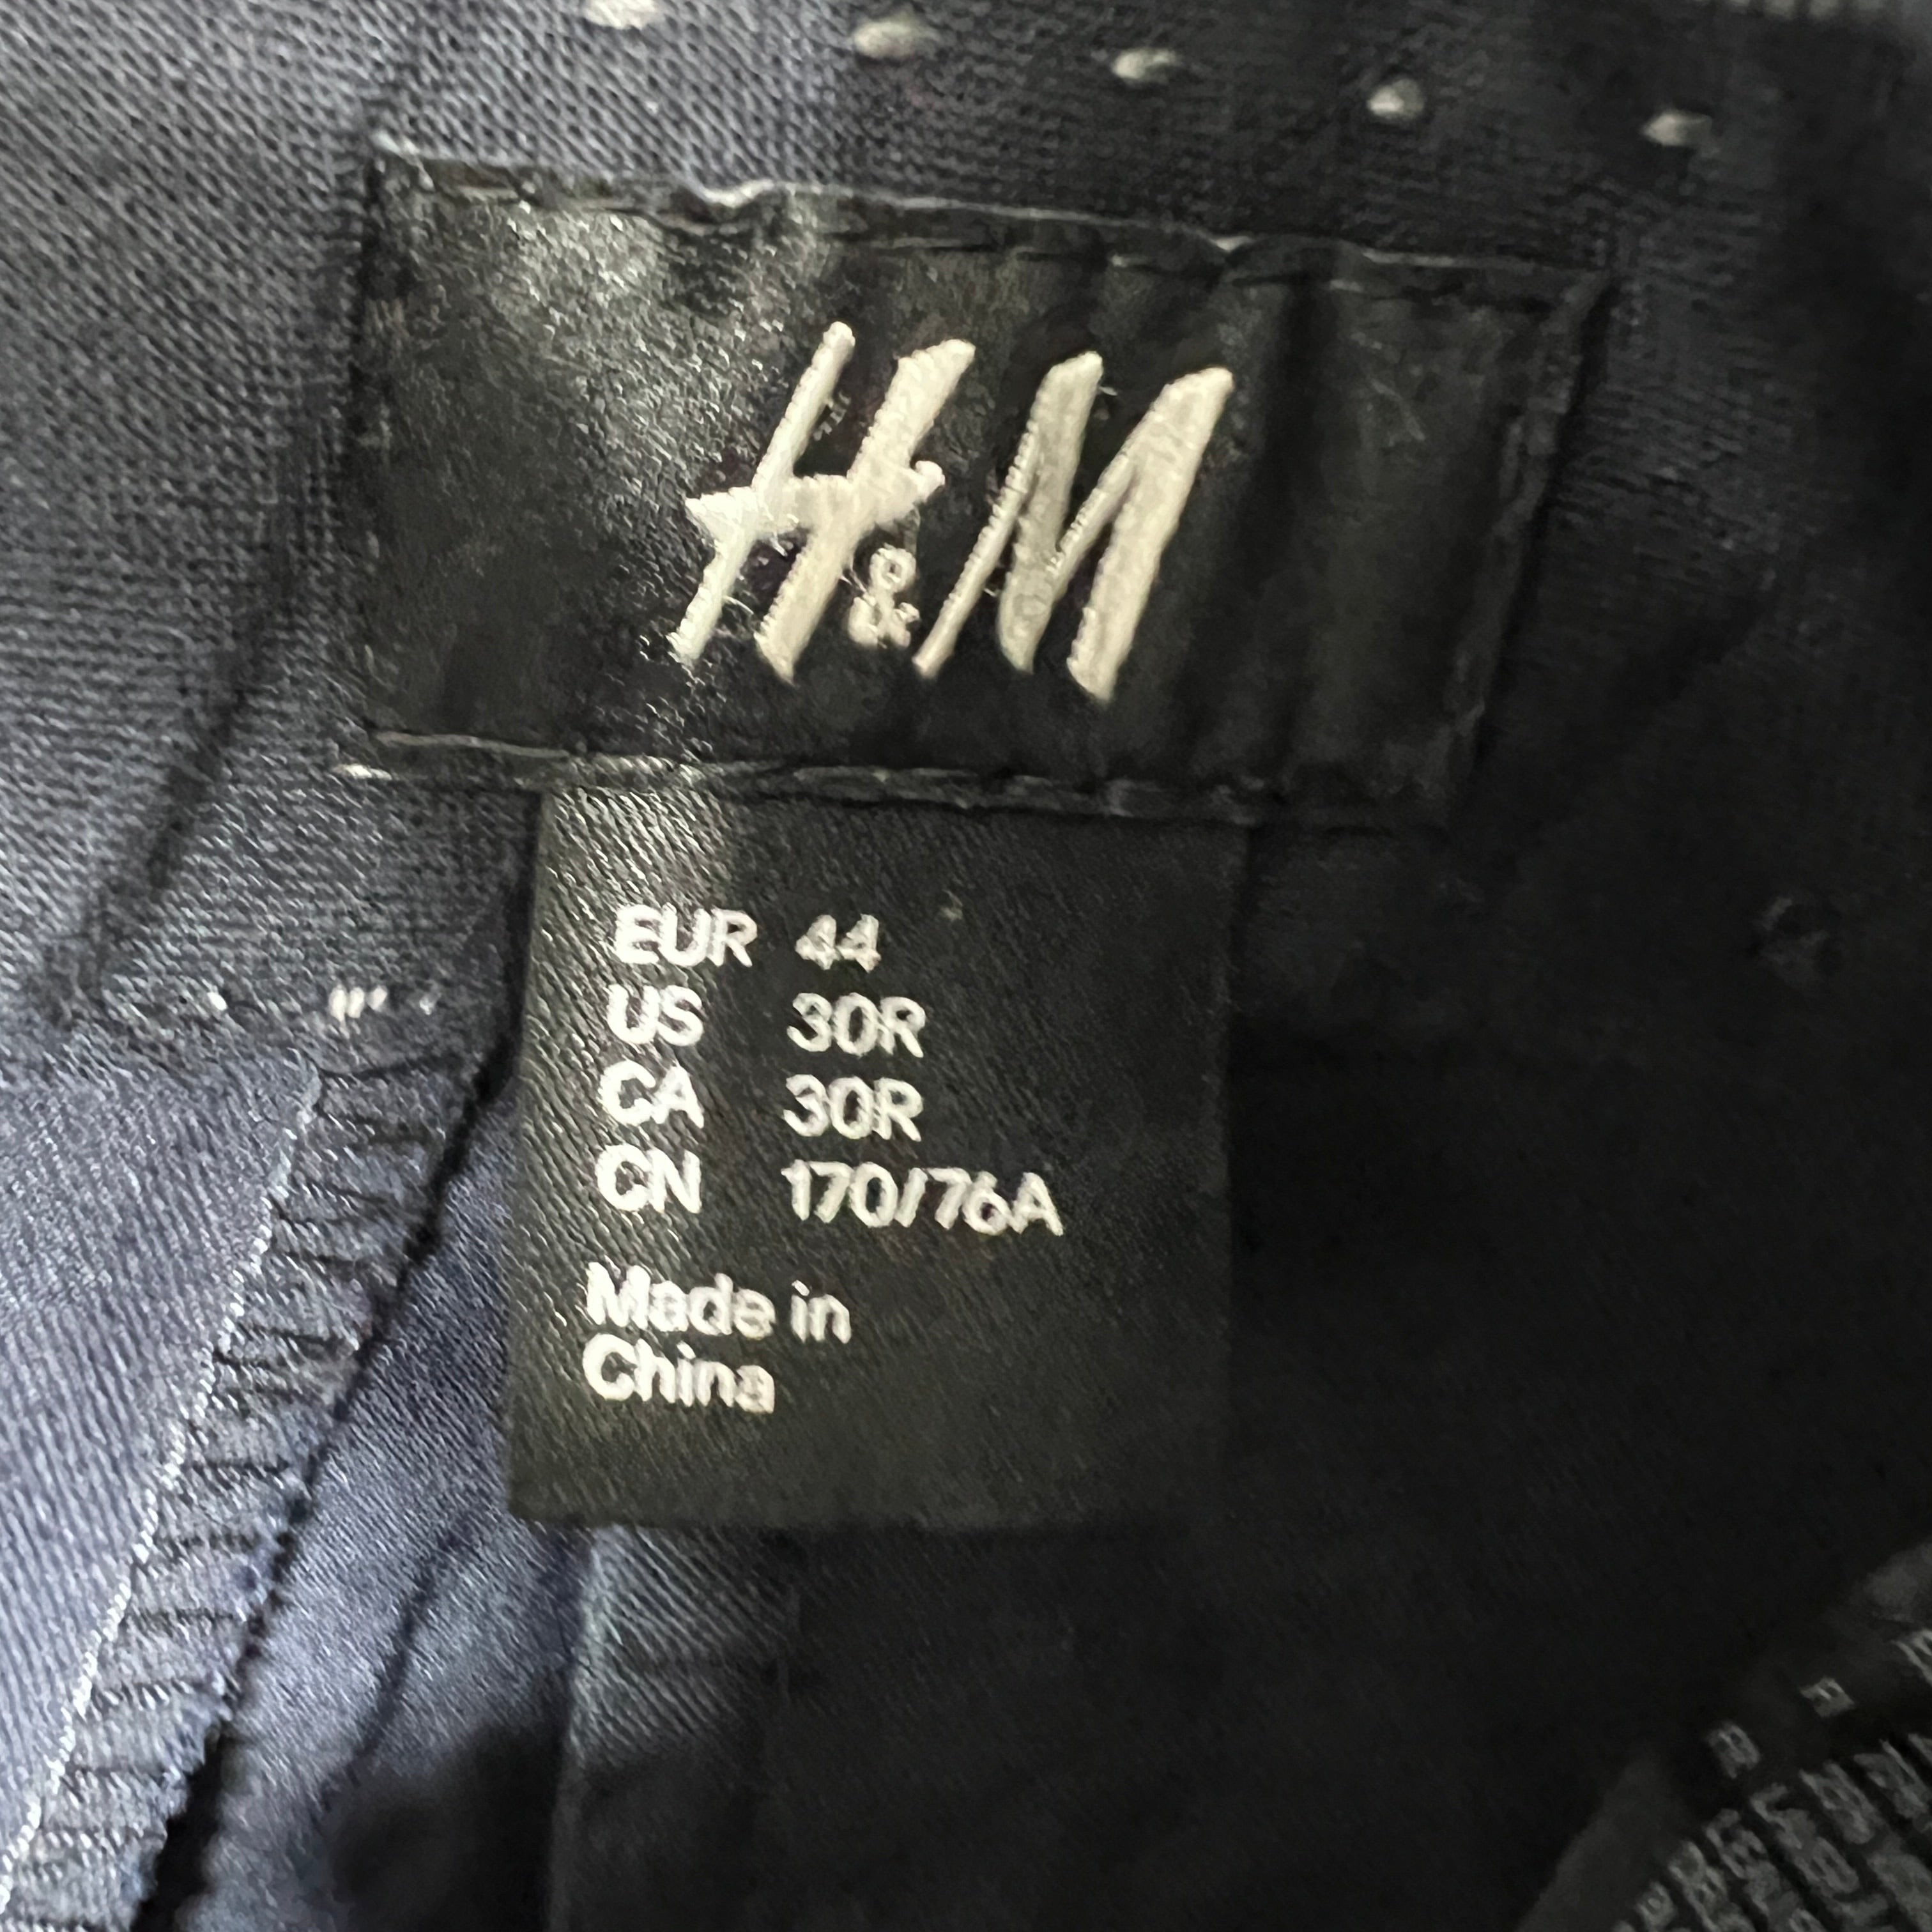 H&M
EUR 44
US 30R
CA 30R
CN 170/76A
Made in
China